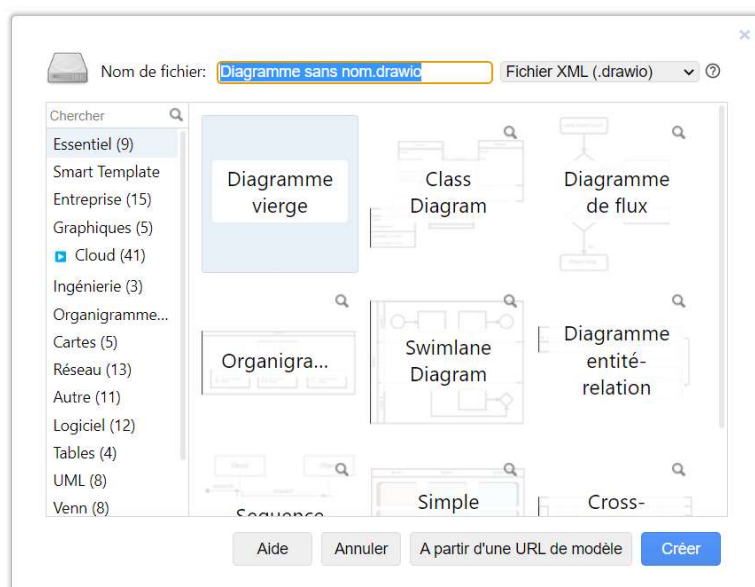 ×
Nom de fichier: Diagramme sans nom.drawio Fichier XML (.drawio) ?
Chercher
Essentiel (9)
Smart Template
Entreprise (15)
Graphiques (5)
Cloud (41)
Ingénierie (3)
Organigramme...
Cartes (5)
Réseau (13)
Autre (11)
Logiciel (12)
Tables (4)
UML (8)
Venn (8)
Diagramme
vierge
Class
Diagram
Diagramme
de flux
Organigra...
Swimlane
Diagram
Diagramme
entité-
relation
Sequence
Simple
Cross-
Aide Annuler A partir d'une URL de modèle Créer